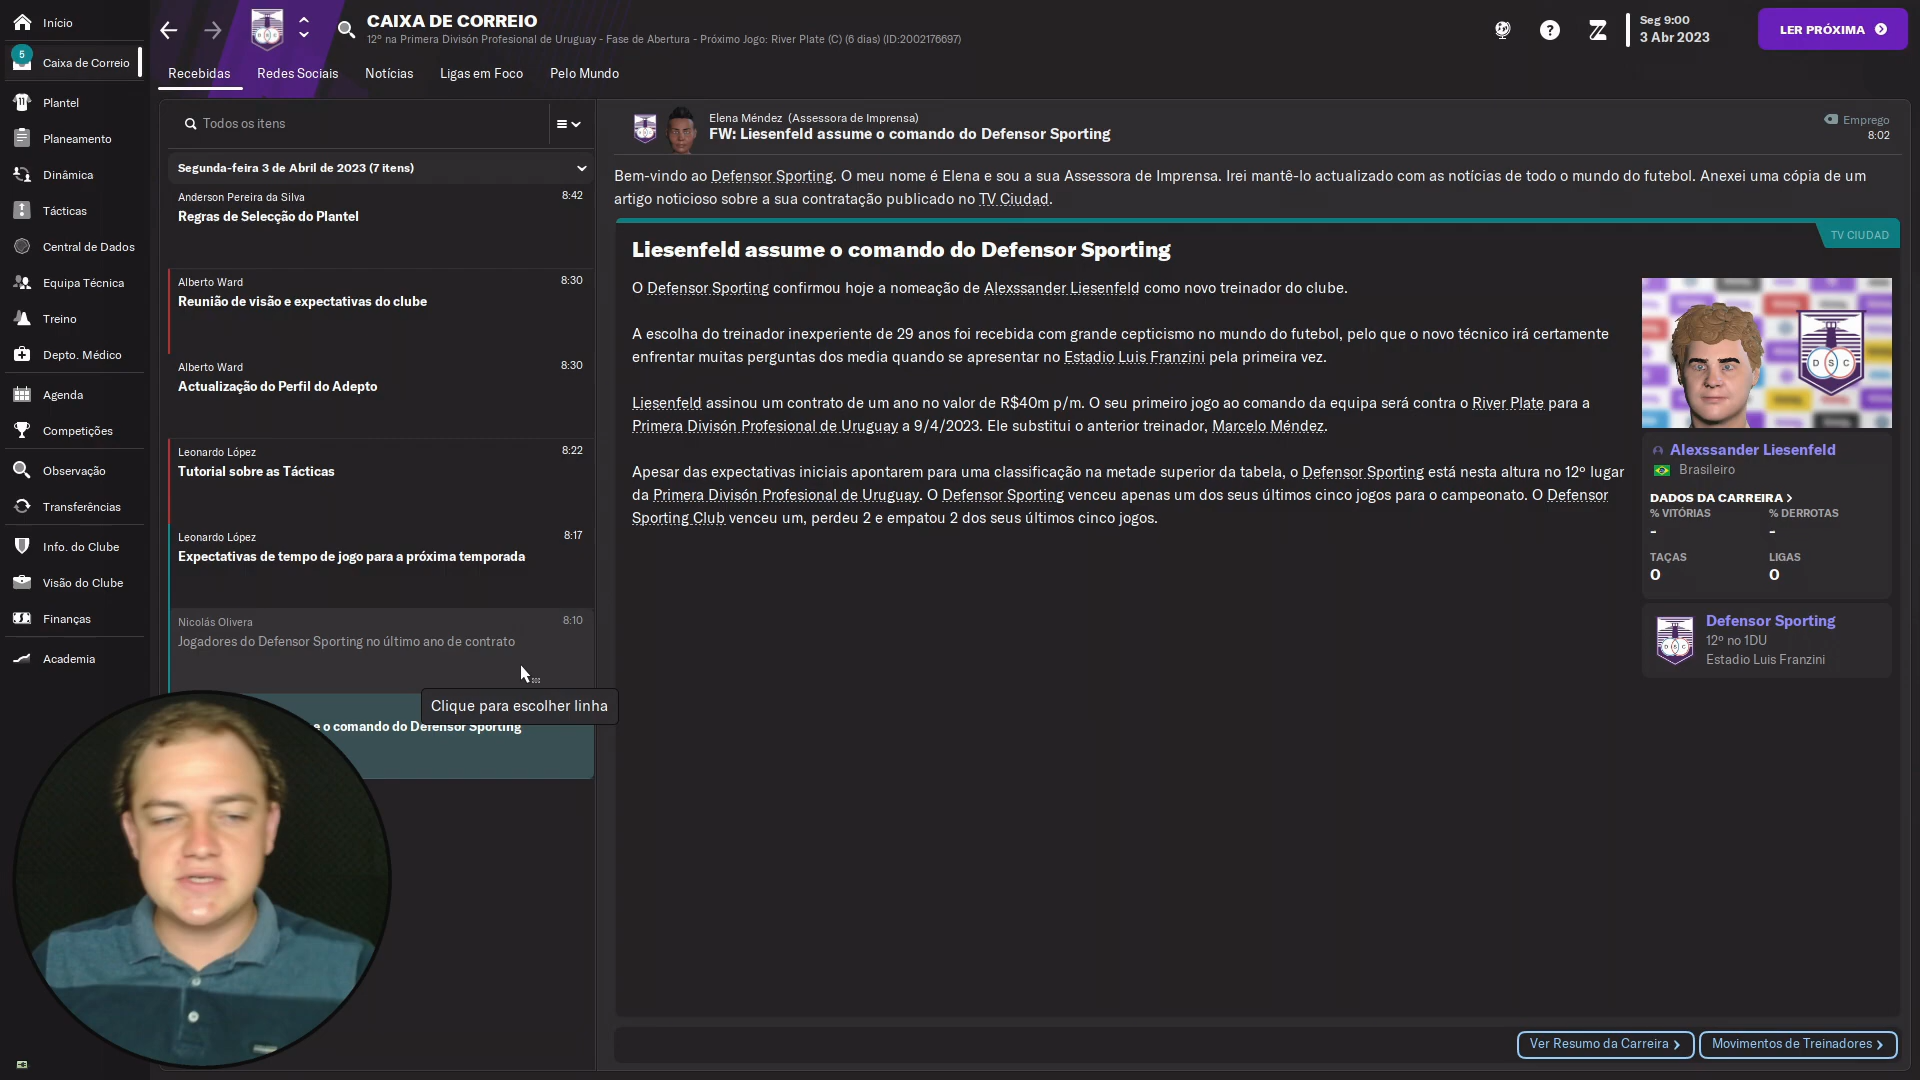 Início
5
Caixa de Correio
Plantel
Planeamento
Dinâmica
Tácticas
Central de Dados
Equipa Técnica
Treino
Depto. Médico
Agenda
Competições
Observação
Transferências
Info. do Clube
Visão do Clube
Finanças
Academia
CAIXA DE CORREIO
12º na Primera Divisón Profesional de Uruguay - Fase de Abertura - Próximo Jogo: River Plate (C) (6 dias) (ID:2002176697)
Seg 9:00
3 Abr 2023
LER PRÓXIMA
Recebidas
Redes Sociais
Notícias
Ligas em Foco
Pelo Mundo
Todos os itens
Segunda-feira 3 de Abril de 2023 (7 itens)
Anderson Pereira da Silva 8:42
Regras de Selecção do Plantel
Alberto Ward 8:30
Reunião de visão e expectativas do clube
Alberto Ward 8:30
Actualização do Perfil do Adepto
Leonardo López 8:22
Tutorial sobre as Tácticas
Leonardo López 8:17
Expectativas de tempo de jogo para a próxima temporada
Nicolás Olivera 8:10
Jogadores do Defensor Sporting no último ano de contrato
Clique para escolher linha
e o comando do Defensor Sporting
Elena Méndez (Assessora de Imprensa)
FW: Liesenfeld assume o comando do Defensor Sporting
Emprego
8:02
Bem-vindo ao Defensor Sporting. O meu nome é Elena e sou a sua Assessora de Imprensa. Irei mantê-lo actualizado com as notícias de todo o mundo do futebol. Anexei uma cópia de um
artigo noticioso sobre a sua contratação publicado no TV Ciudad.
TV CIUDAD
Liesenfeld assume o comando do Defensor Sporting
O Defensor Sporting confirmou hoje a nomeação de Alexssander Liesenfeld como novo treinador do clube.
A escolha do treinador inexperiente de 29 anos foi recebida com grande cepticismo no mundo do futebol, pelo que o novo técnico irá certamente
enfrentar muitas perguntas dos media quando se apresentar no Estadio Luis Franzini pela primeira vez.
Liesenfeld assinou um contrato de um ano no valor de R$40m p/m. O seu primeiro jogo ao comando da equipa será contra o River Plate para a
Primera Divisón Profesional de Uruguay a 9/4/2023. Ele substitui o anterior treinador, Marcelo Méndez.
Apesar das expectativas iniciais apontarem para uma classificação na metade superior da tabela, o Defensor Sporting está nesta altura no 12º lugar
da Primera Divisón Profesional de Uruguay. O Defensor Sporting venceu apenas um dos seus últimos cinco jogos para o campeonato. O Defensor
Sporting Club venceu um, perdeu 2 e empatou 2 dos seus últimos cinco jogos.
D S C
Alexssander Liesenfeld
Brasileiro
DADOS DA CARREIRA >
% VITÓRIAS % DERROTAS
- -
TAÇAS LIGAS
0 0
Defensor Sporting
12º no 1DU
Estadio Luis Franzini
Ver Resumo da Carreira >
Movimentos de Treinadores >